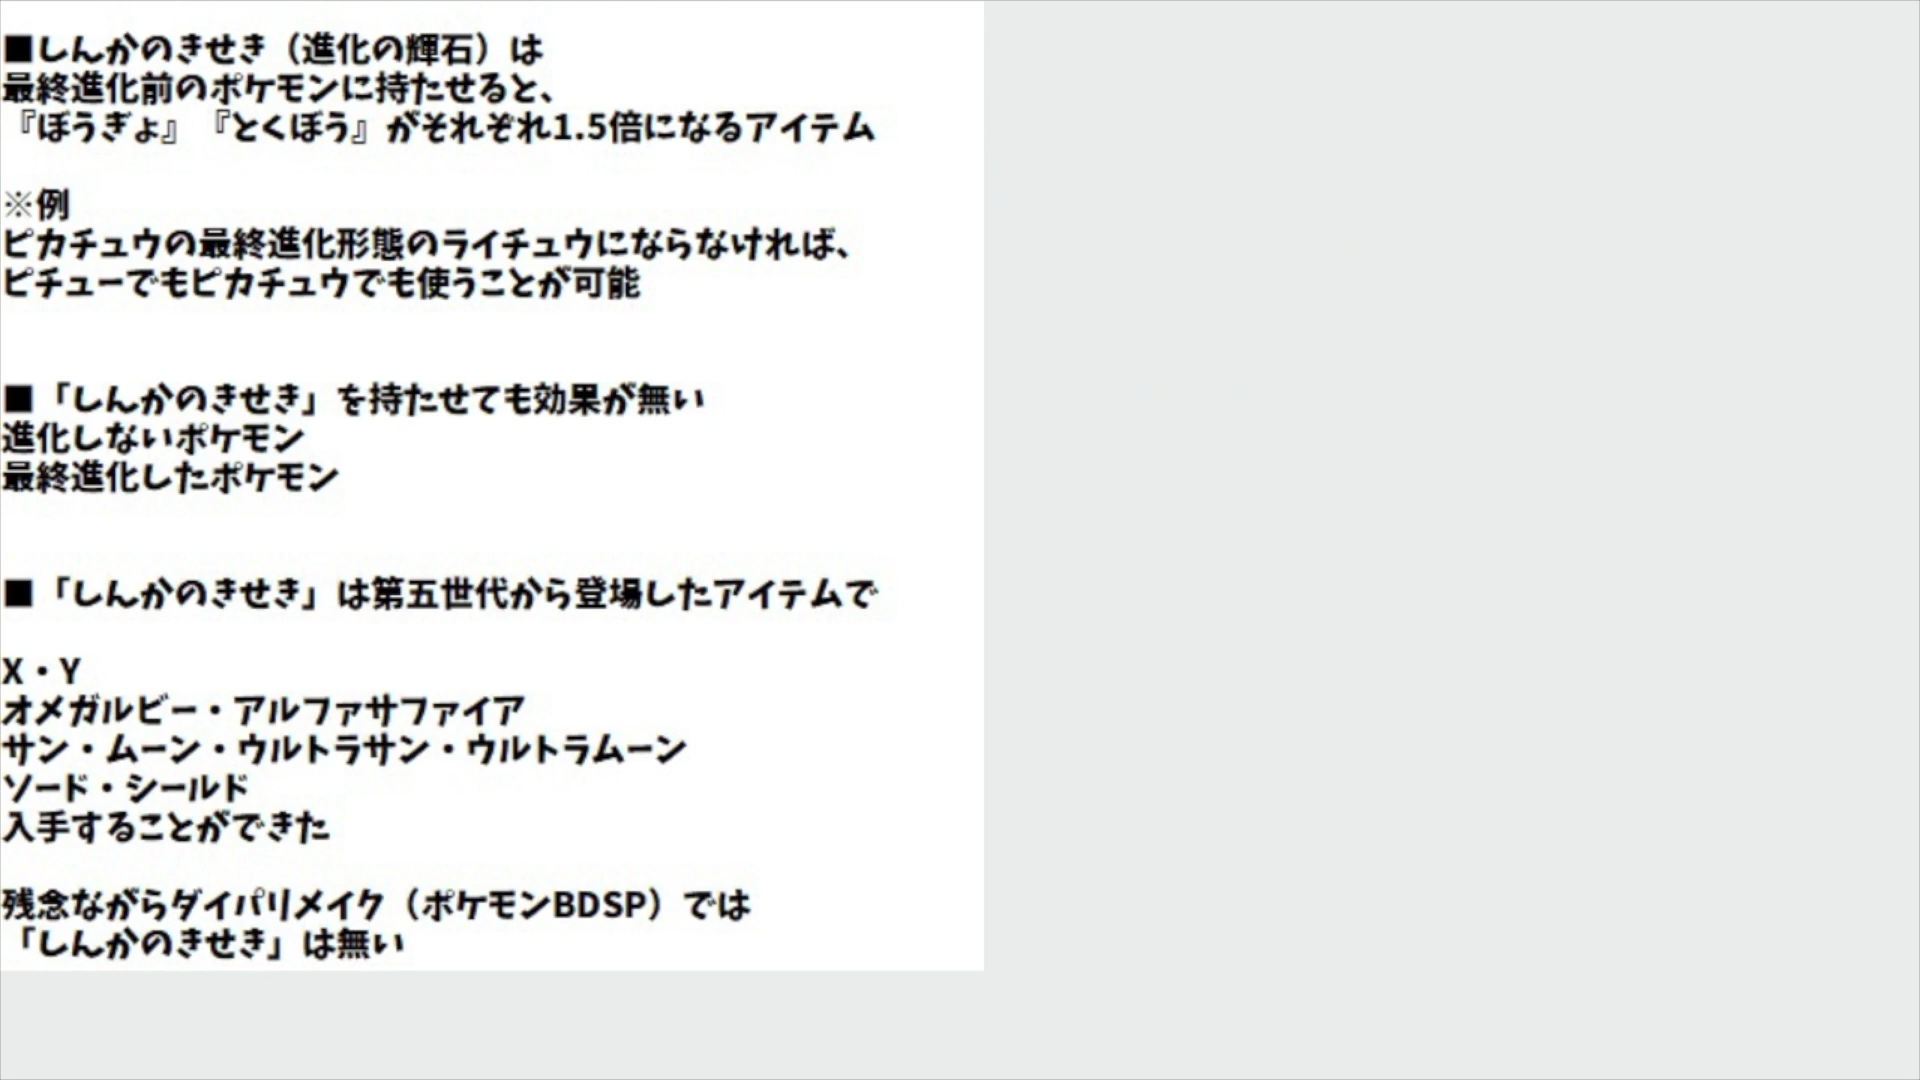 ■しんかのきせき（進化の輝石）は
最終進化前のポケモンに持たせると、
『ぼうぎょ』『とくぼう』がそれぞれ1.5倍になるアイテム
※例
ピカチュウの最終進化形態のライチュウにならなければ、
ピチューでもピカチュウでも使うことが可能
■「しんかのきせき」を持たせても効果が無い
進化しないポケモン
最終進化したポケモン
■「しんかのきせき」は第五世代から登場したアイテムで
X・Y
オメガルビー・アルファサファイア
サン・ムーン・ウルトラサン・ウルトラムーン
ソード・シールド
入手することができた
残念ながらダイパリメイク（ポケモンBDSP）では
「しんかのきせき」は無い